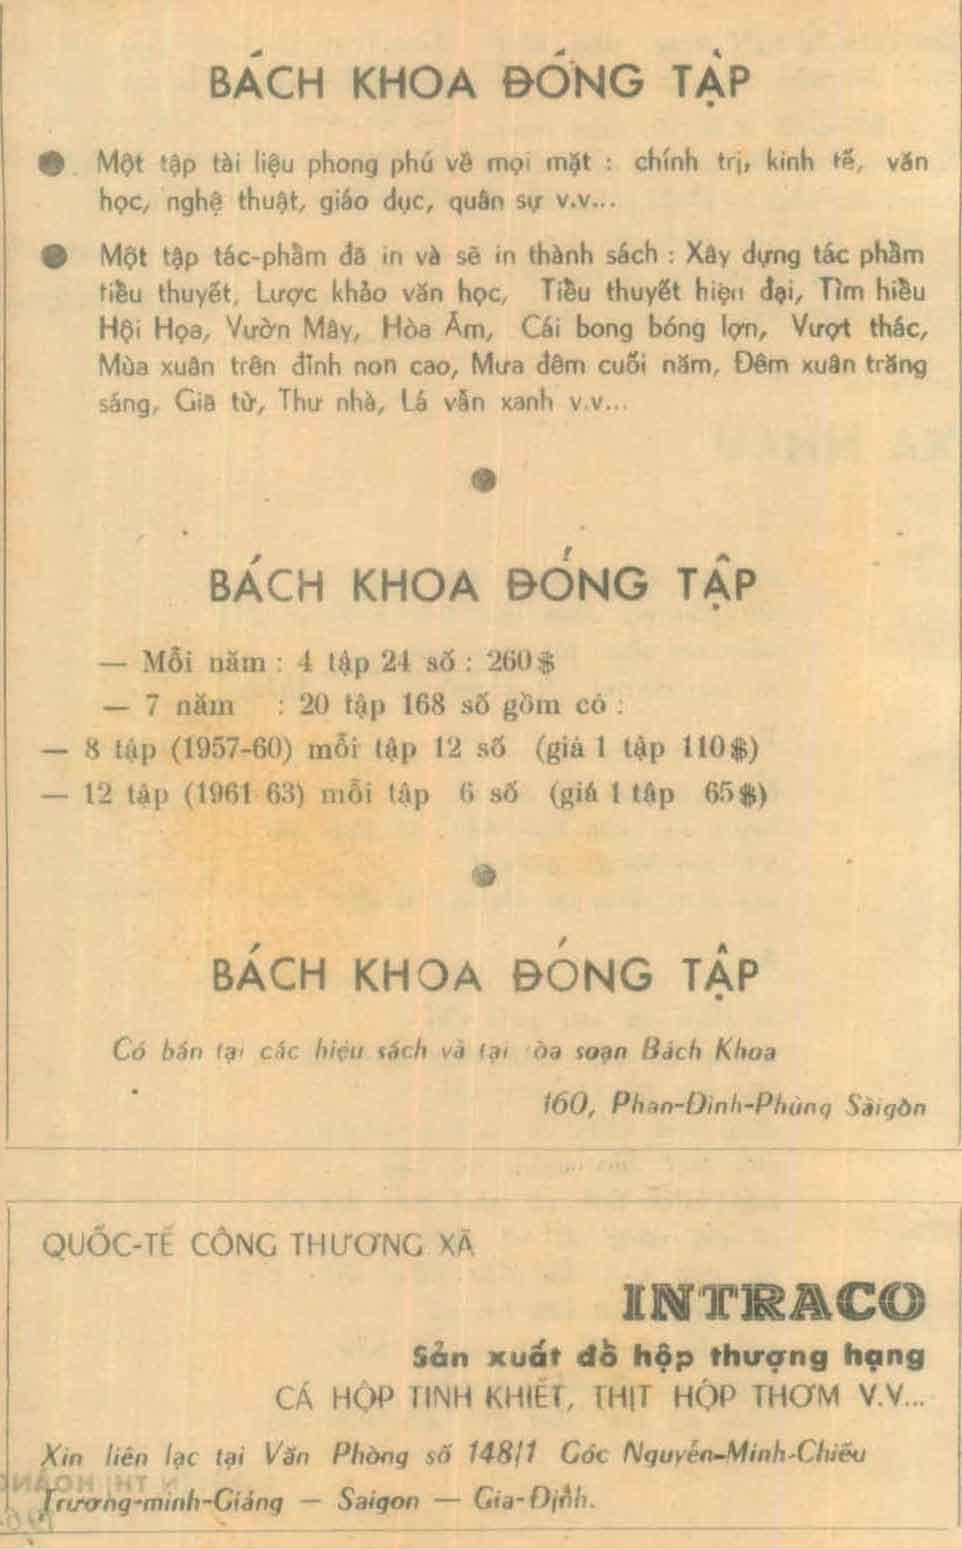 BÁCH KHOA ĐÓNG TẬP
● Một tập tài liệu phong phú về mọi mặt : chính trị, kinh tế, văn
học, nghệ thuật, giáo dục, quân sự v.v...
● Một tập tác-phẩm đã in và sẽ in thành sách : Xây dựng tác phẩm
tiểu thuyết, Lược khảo văn học, Tiểu thuyết hiện đại, Tìm hiểu
Hội Họa, Vườn Mây, Hòa Âm, Cái bong bóng lợn, Vượt thác,
Mùa xuân trên đỉnh non cao, Mưa đêm cuối năm, Đêm xuân trăng
sáng, Giã từ, Thư nhà, Lá vẫn xanh v.v...
BÁCH KHOA ĐÓNG TẬP
— Mỗi năm : 4 tập 24 số : 260$
— 7 năm : 20 tập 168 số gồm có :
— 8 tập (1957-60) mỗi tập 12 số (giá 1 tập 110$)
— 12 tập (1961 63) mỗi tập 6 số (giá 1 tập 65$)
BÁCH KHOA ĐÓNG TẬP
Có bán tại các hiệu sách và tại òa soạn Bách Khoa
160, Phan-Đình-Phùng Sàigòn
QUỐC-TẾ CÔNG THƯƠNG XÃ
INTRACO
Sản xuất đồ hộp thượng hạng
CÁ HỘP TINH KHIẾT, THỊT HỘP THƠM V.V...
Xin liên lạc tại Văn Phòng số 148/1 Góc Nguyễn-Minh-Chiếu
Trương-minh-Giảng — Saigon — Gia-Định.